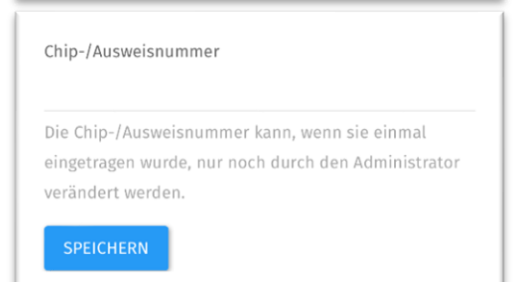 Chip-/Ausweisnummer
Die Chip-/Ausweisnummer kann, wenn sie einmal
eingetragen wurde, nur noch durch den Administrator
verändert werden.
SPEICHERN